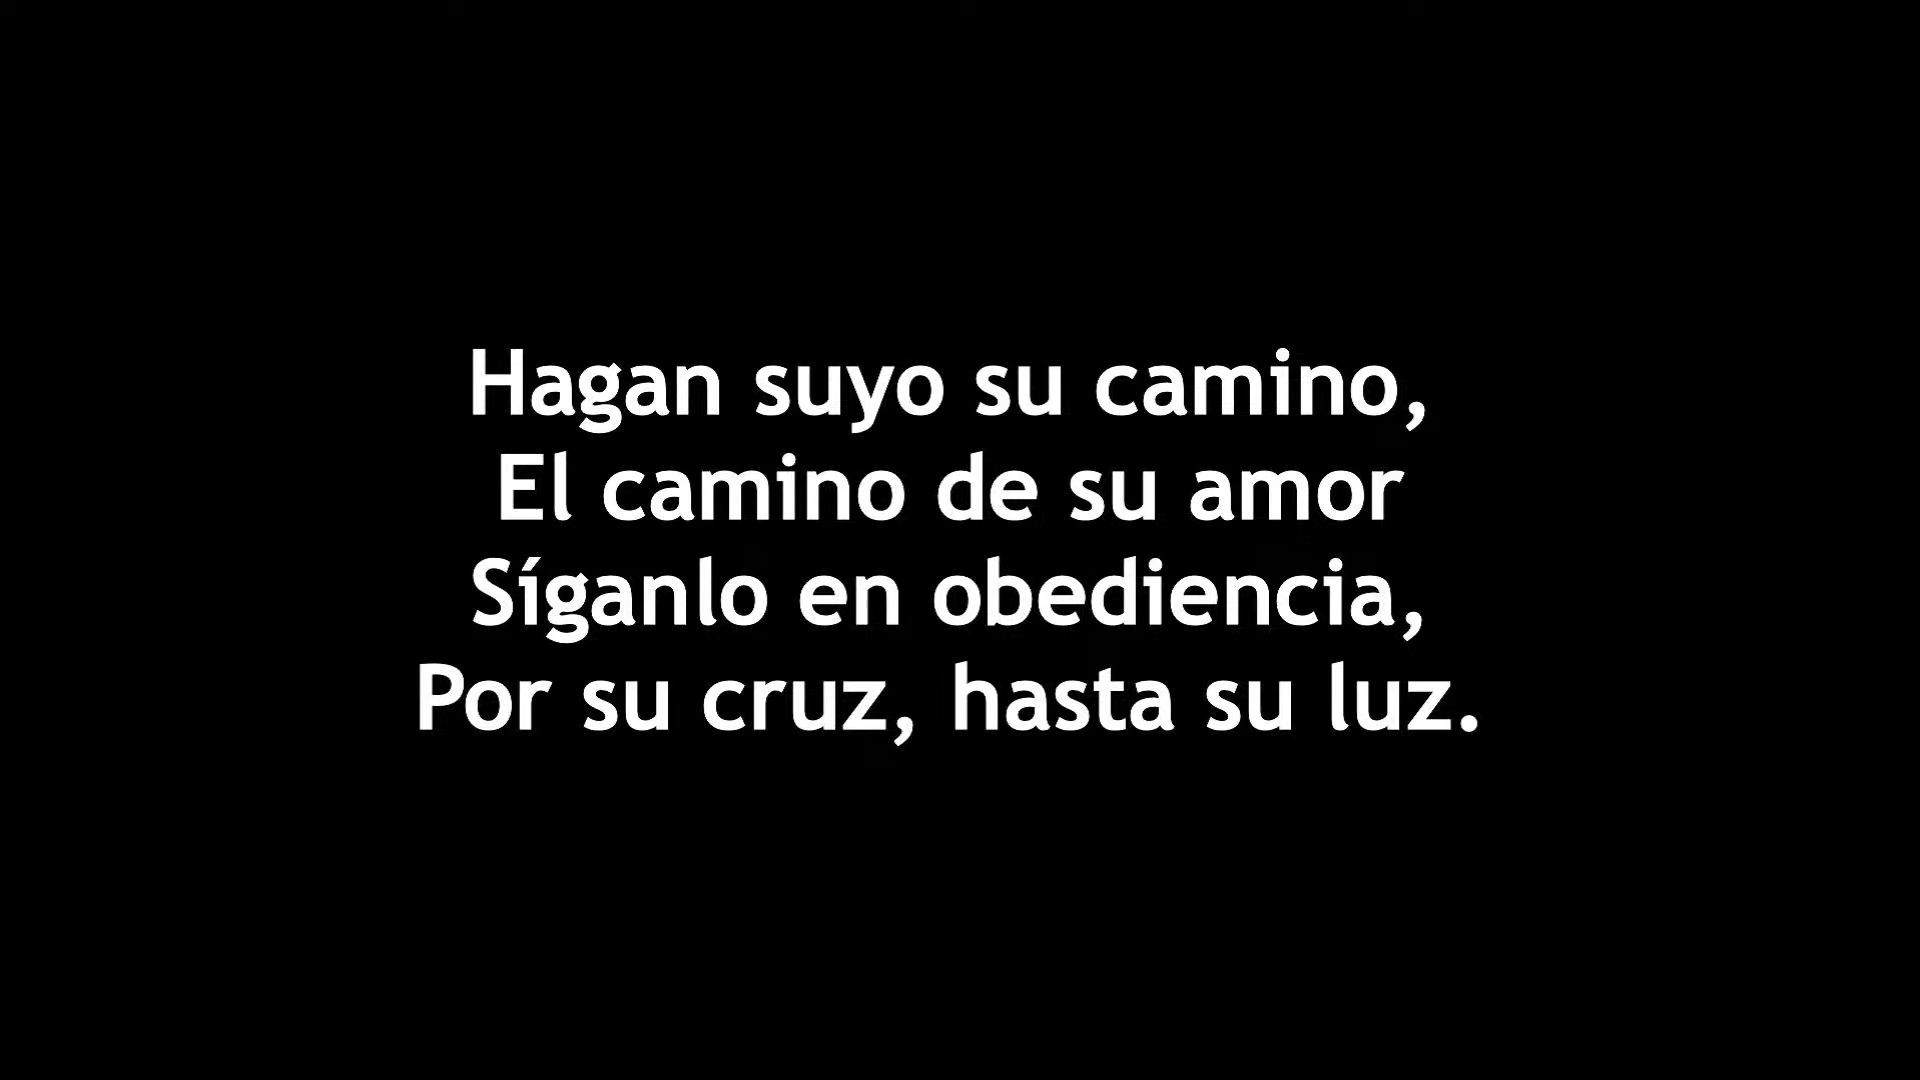 Hagan suyo su camino,
El camino de su amor
Síganlo en obediencia,
Por su cruz, hasta su luz.